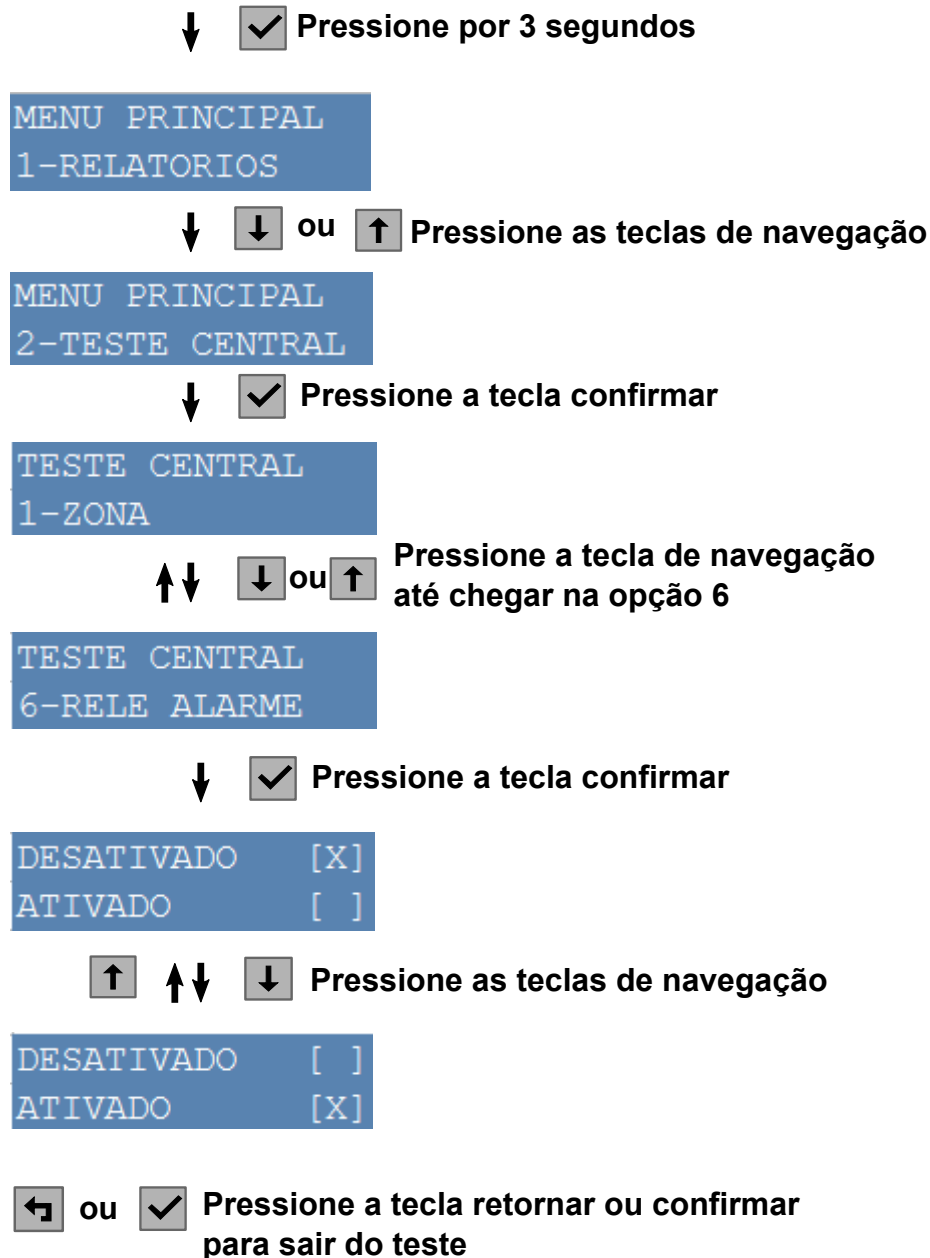 Pressione por 3 segundos
MENU PRINCIPAL
1-RELATORIOS
ou Pressione as teclas de navegação
MENU PRINCIPAL
2-TESTE CENTRAL
Pressione a tecla confirmar
TESTE CENTRAL
1-ZONA
ou Pressione a tecla de navegação
até chegar na opção 6
TESTE CENTRAL
6-RELE ALARME
Pressione a tecla confirmar
DESATIVADO [X]
ATIVADO [ ]
Pressione as teclas de navegação
DESATIVADO [ ]
ATIVADO [X]
ou Pressione a tecla retornar ou confirmar
para sair do teste